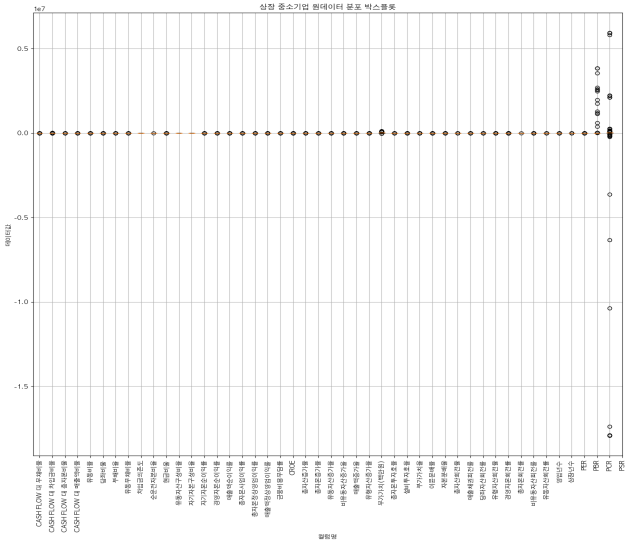 상장 중소기업 원데이터 분포 박스플롯
1e7
0.5
0.0
-0.5
-1.0
-1.5
데이터값
CASH FLOW 대 부채비율
CASH FLOW 대 차입금비율
CASH FLOW 대 총자본비율
CASH FLOW 대 매출액비율
유동비율
당좌비율
부채비율
유동부채비율
차입금의존도
순운전자본비율
현금비율
유동자산구성비율
자기자본구성비율
자기자본순이익률
경영자본순이익률
매출액순이익률
총자본사업이익률
총자본정상영업이익률
매출액정상영업이익률
금융비용부담률
CROE
총자산증가율
총자본증가율
유동자산증가율
비유동자산증가율
매출액증가율
유형자산증가율
부가가치(백만원)
총자본투자효율
설비투자효율
부가가치율
이윤분배율
자본분배율
총자산회전율
매출채권회전율
당좌자산회전율
유형자산회전율
경영자본회전율
총자본회전율
비유동자산회전율
유동자산회전율
영업년수
상장년수
PER
PBR
PCR
PSR
컬럼명